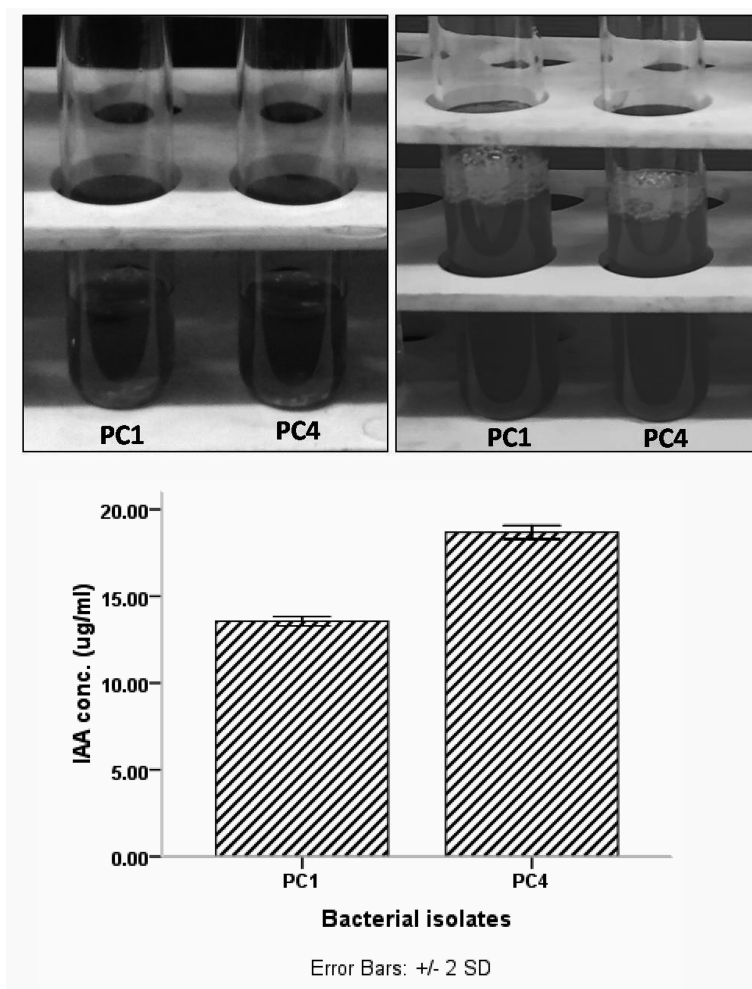 PC1 PC4
PC1 PC4
20.00
15.00
10.00
5.00
0.00
IAA conc. (ug/ml)
PC1 PC4
Bacterial isolates
Error Bars: +/- 2 SD